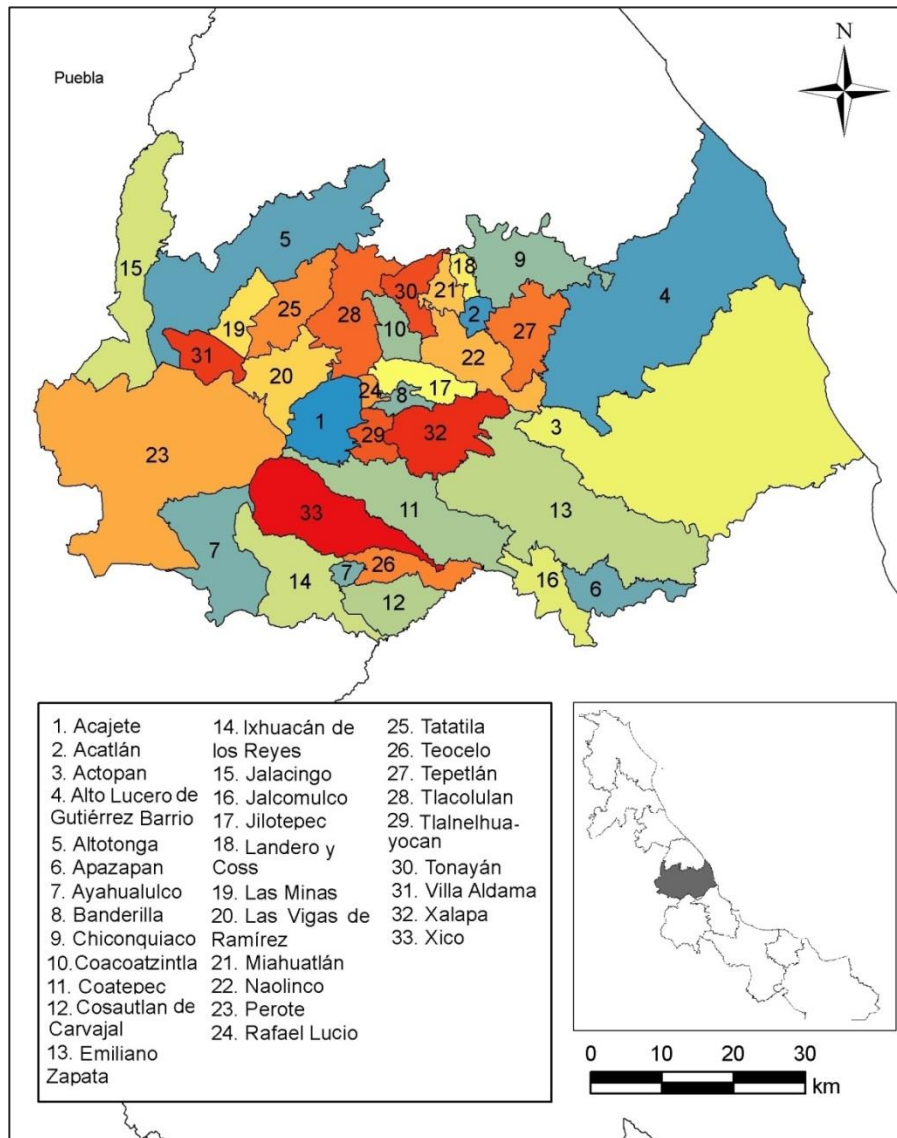 N
Puebla
5
15
9
18
30
21
4
25
28
2
19
10
27
31
22
20
24
17
8
1
3
32
29
23
11
13
33
7
26
7
14
16
6
12
1. Acajete
2. Acatlán
3. Actopan
4. Alto Lucero de
Gutiérrez Barrio
5. Altotonga
6. Apazapan
7. Ayahualulco
8. Banderilla
9. Chiconquiaco
10. Coacoatzintla
11. Coatepec
12. Cosautlan de
Carvajal
13. Emiliano
Zapata
14. Ixhuacán de
los Reyes
15. Jalacingo
16. Jalcomulco
17. Jilotepec
18. Landero y
Coss
19. Las Minas
20. Las Vigas de
Ramírez
21. Miahuatlán
22. Naolinco
23. Perote
24. Rafael Lucio
25. Tatatila
26. Teocelo
27. Tepetlán
28. Tlacolulan
29. Tlalnelhua-
yocan
30. Tonayán
31. Villa Aldama
32. Xalapa
33. Xico
0 10 20 30
km